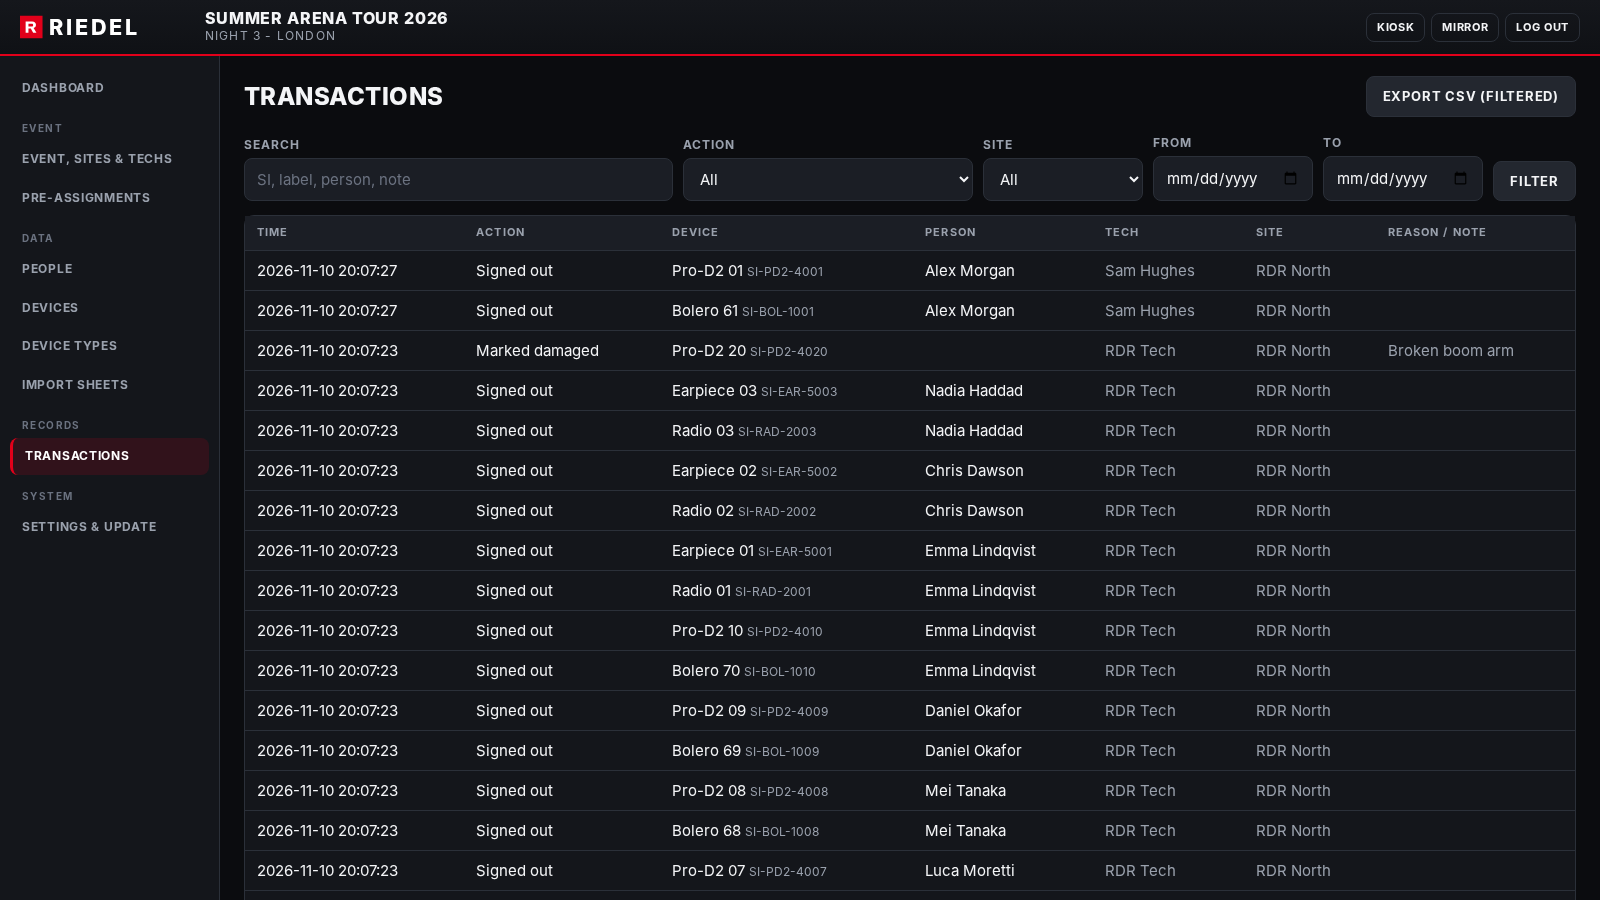 R RIEDEL
SUMMER ARENA TOUR 2026
NIGHT 3 - LONDON
KIOSK MIRROR LOG OUT
DASHBOARD
EVENT
EVENT, SITES & TECHS
PRE-ASSIGNMENTS
DATA
PEOPLE
DEVICES
DEVICE TYPES
IMPORT SHEETS
RECORDS
TRANSACTIONS
SYSTEM
SETTINGS & UPDATE
TRANSACTIONS
EXPORT CSV (FILTERED)
SEARCH ACTION SITE FROM TO
SI, label, person, note All All mm/dd/yyyy mm/dd/yyyy FILTER
TIME ACTION DEVICE PERSON TECH SITE REASON / NOTE
2026-11-10 20:07:27 Signed out Pro-D2 01 SI-PD2-4001 Alex Morgan Sam Hughes RDR North
2026-11-10 20:07:27 Signed out Bolero 61 SI-BOL-1001 Alex Morgan Sam Hughes RDR North
2026-11-10 20:07:23 Marked damaged Pro-D2 20 SI-PD2-4020 RDR Tech RDR North Broken boom arm
2026-11-10 20:07:23 Signed out Earpiece 03 SI-EAR-5003 Nadia Haddad RDR Tech RDR North
2026-11-10 20:07:23 Signed out Radio 03 SI-RAD-2003 Nadia Haddad RDR Tech RDR North
2026-11-10 20:07:23 Signed out Earpiece 02 SI-EAR-5002 Chris Dawson RDR Tech RDR North
2026-11-10 20:07:23 Signed out Radio 02 SI-RAD-2002 Chris Dawson RDR Tech RDR North
2026-11-10 20:07:23 Signed out Earpiece 01 SI-EAR-5001 Emma Lindqvist RDR Tech RDR North
2026-11-10 20:07:23 Signed out Radio 01 SI-RAD-2001 Emma Lindqvist RDR Tech RDR North
2026-11-10 20:07:23 Signed out Pro-D2 10 SI-PD2-4010 Emma Lindqvist RDR Tech RDR North
2026-11-10 20:07:23 Signed out Bolero 70 SI-BOL-1010 Emma Lindqvist RDR Tech RDR North
2026-11-10 20:07:23 Signed out Pro-D2 09 SI-PD2-4009 Daniel Okafor RDR Tech RDR North
2026-11-10 20:07:23 Signed out Bolero 69 SI-BOL-1009 Daniel Okafor RDR Tech RDR North
2026-11-10 20:07:23 Signed out Pro-D2 08 SI-PD2-4008 Mei Tanaka RDR Tech RDR North
2026-11-10 20:07:23 Signed out Bolero 68 SI-BOL-1008 Mei Tanaka RDR Tech RDR North
2026-11-10 20:07:23 Signed out Pro-D2 07 SI-PD2-4007 Luca Moretti RDR Tech RDR North